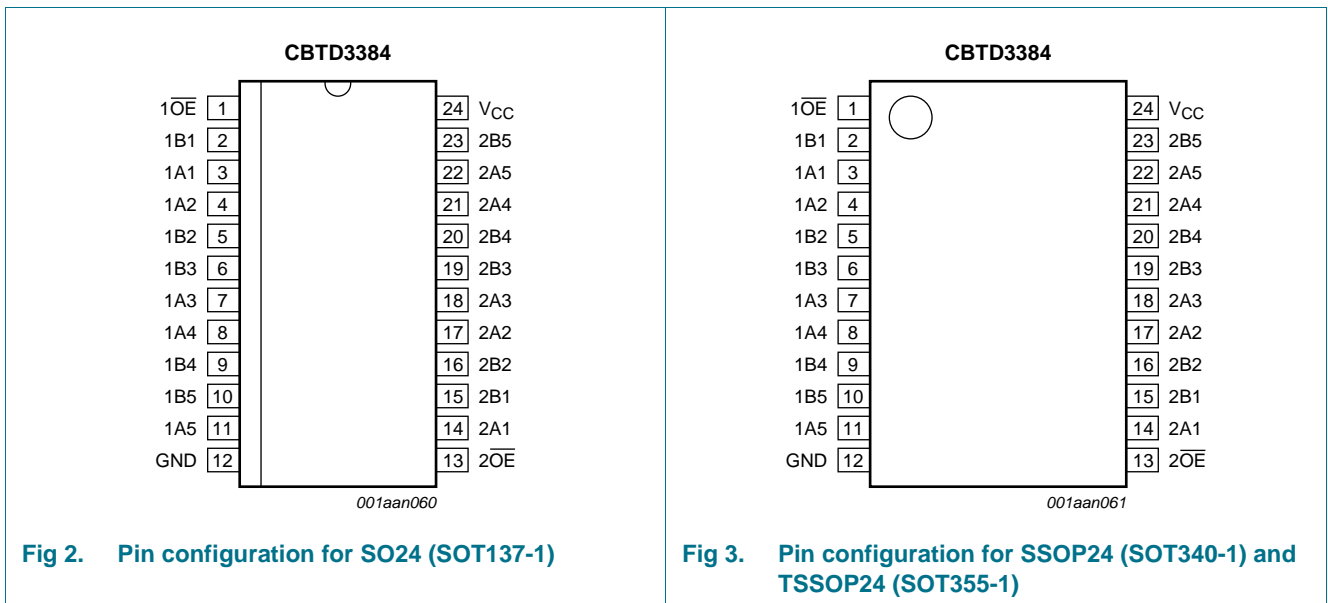 CBTD3384
1O̅E̅ 1 24 VCC
1B1 2 23 2B5
1A1 3 22 2A5
1A2 4 21 2A4
1B2 5 20 2B4
1B3 6 19 2B3
1A3 7 18 2A3
1A4 8 17 2A2
1B4 9 16 2B2
1B5 10 15 2B1
1A5 11 14 2A1
GND 12 13 2O̅E̅
001aan060
Fig 2. Pin configuration for SO24 (SOT137-1)
CBTD3384
1O̅E̅ 1 24 VCC
1B1 2 23 2B5
1A1 3 22 2A5
1A2 4 21 2A4
1B2 5 20 2B4
1B3 6 19 2B3
1A3 7 18 2A3
1A4 8 17 2A2
1B4 9 16 2B2
1B5 10 15 2B1
1A5 11 14 2A1
GND 12 13 2O̅E̅
001aan061
Fig 3. Pin configuration for SSOP24 (SOT340-1) and
TSSOP24 (SOT355-1)